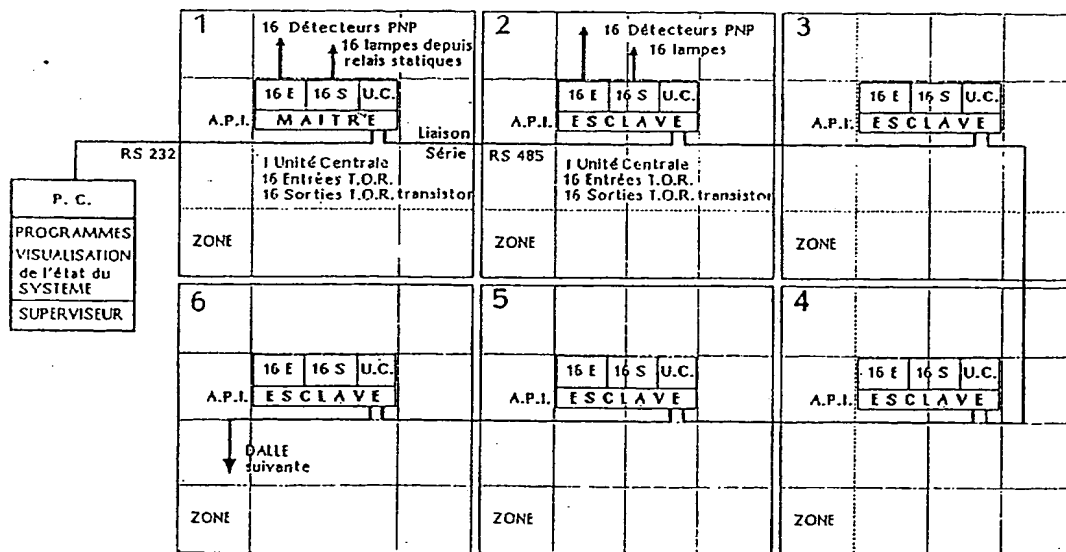 1
16 Détecteurs PNP
16 lampes depuis
relais statiques
16 E 16 S U.C.
A.P.I. MAITRE
Liaison
Série
RS 232
1 Unité Centrale
16 Entrées T.O.R.
16 Sorties T.O.R. transistor
ZONE
2
16 Détecteurs PNP
16 lampes
16 E 16 S U.C.
A.P.I. ESCLAVE
RS 485
1 Unité Centrale
16 Entrées T.O.R.
16 Sorties T.O.R. transistor
ZONE
3
16 E 16 S U.C.
A.P.I. ESCLAVE
ZONE
P. C.
PROGRAMMES
VISUALISATION
de l'état du
SYSTEME
SUPERVISEUR
6
16 E 16 S U.C.
A.P.I. ESCLAVE
DALLE
suivante
ZONE
5
16 E 16 S U.C.
A.P.I. ESCLAVE
ZONE
4
16 E 16 S U.C.
A.P.I. ESCLAVE
ZONE